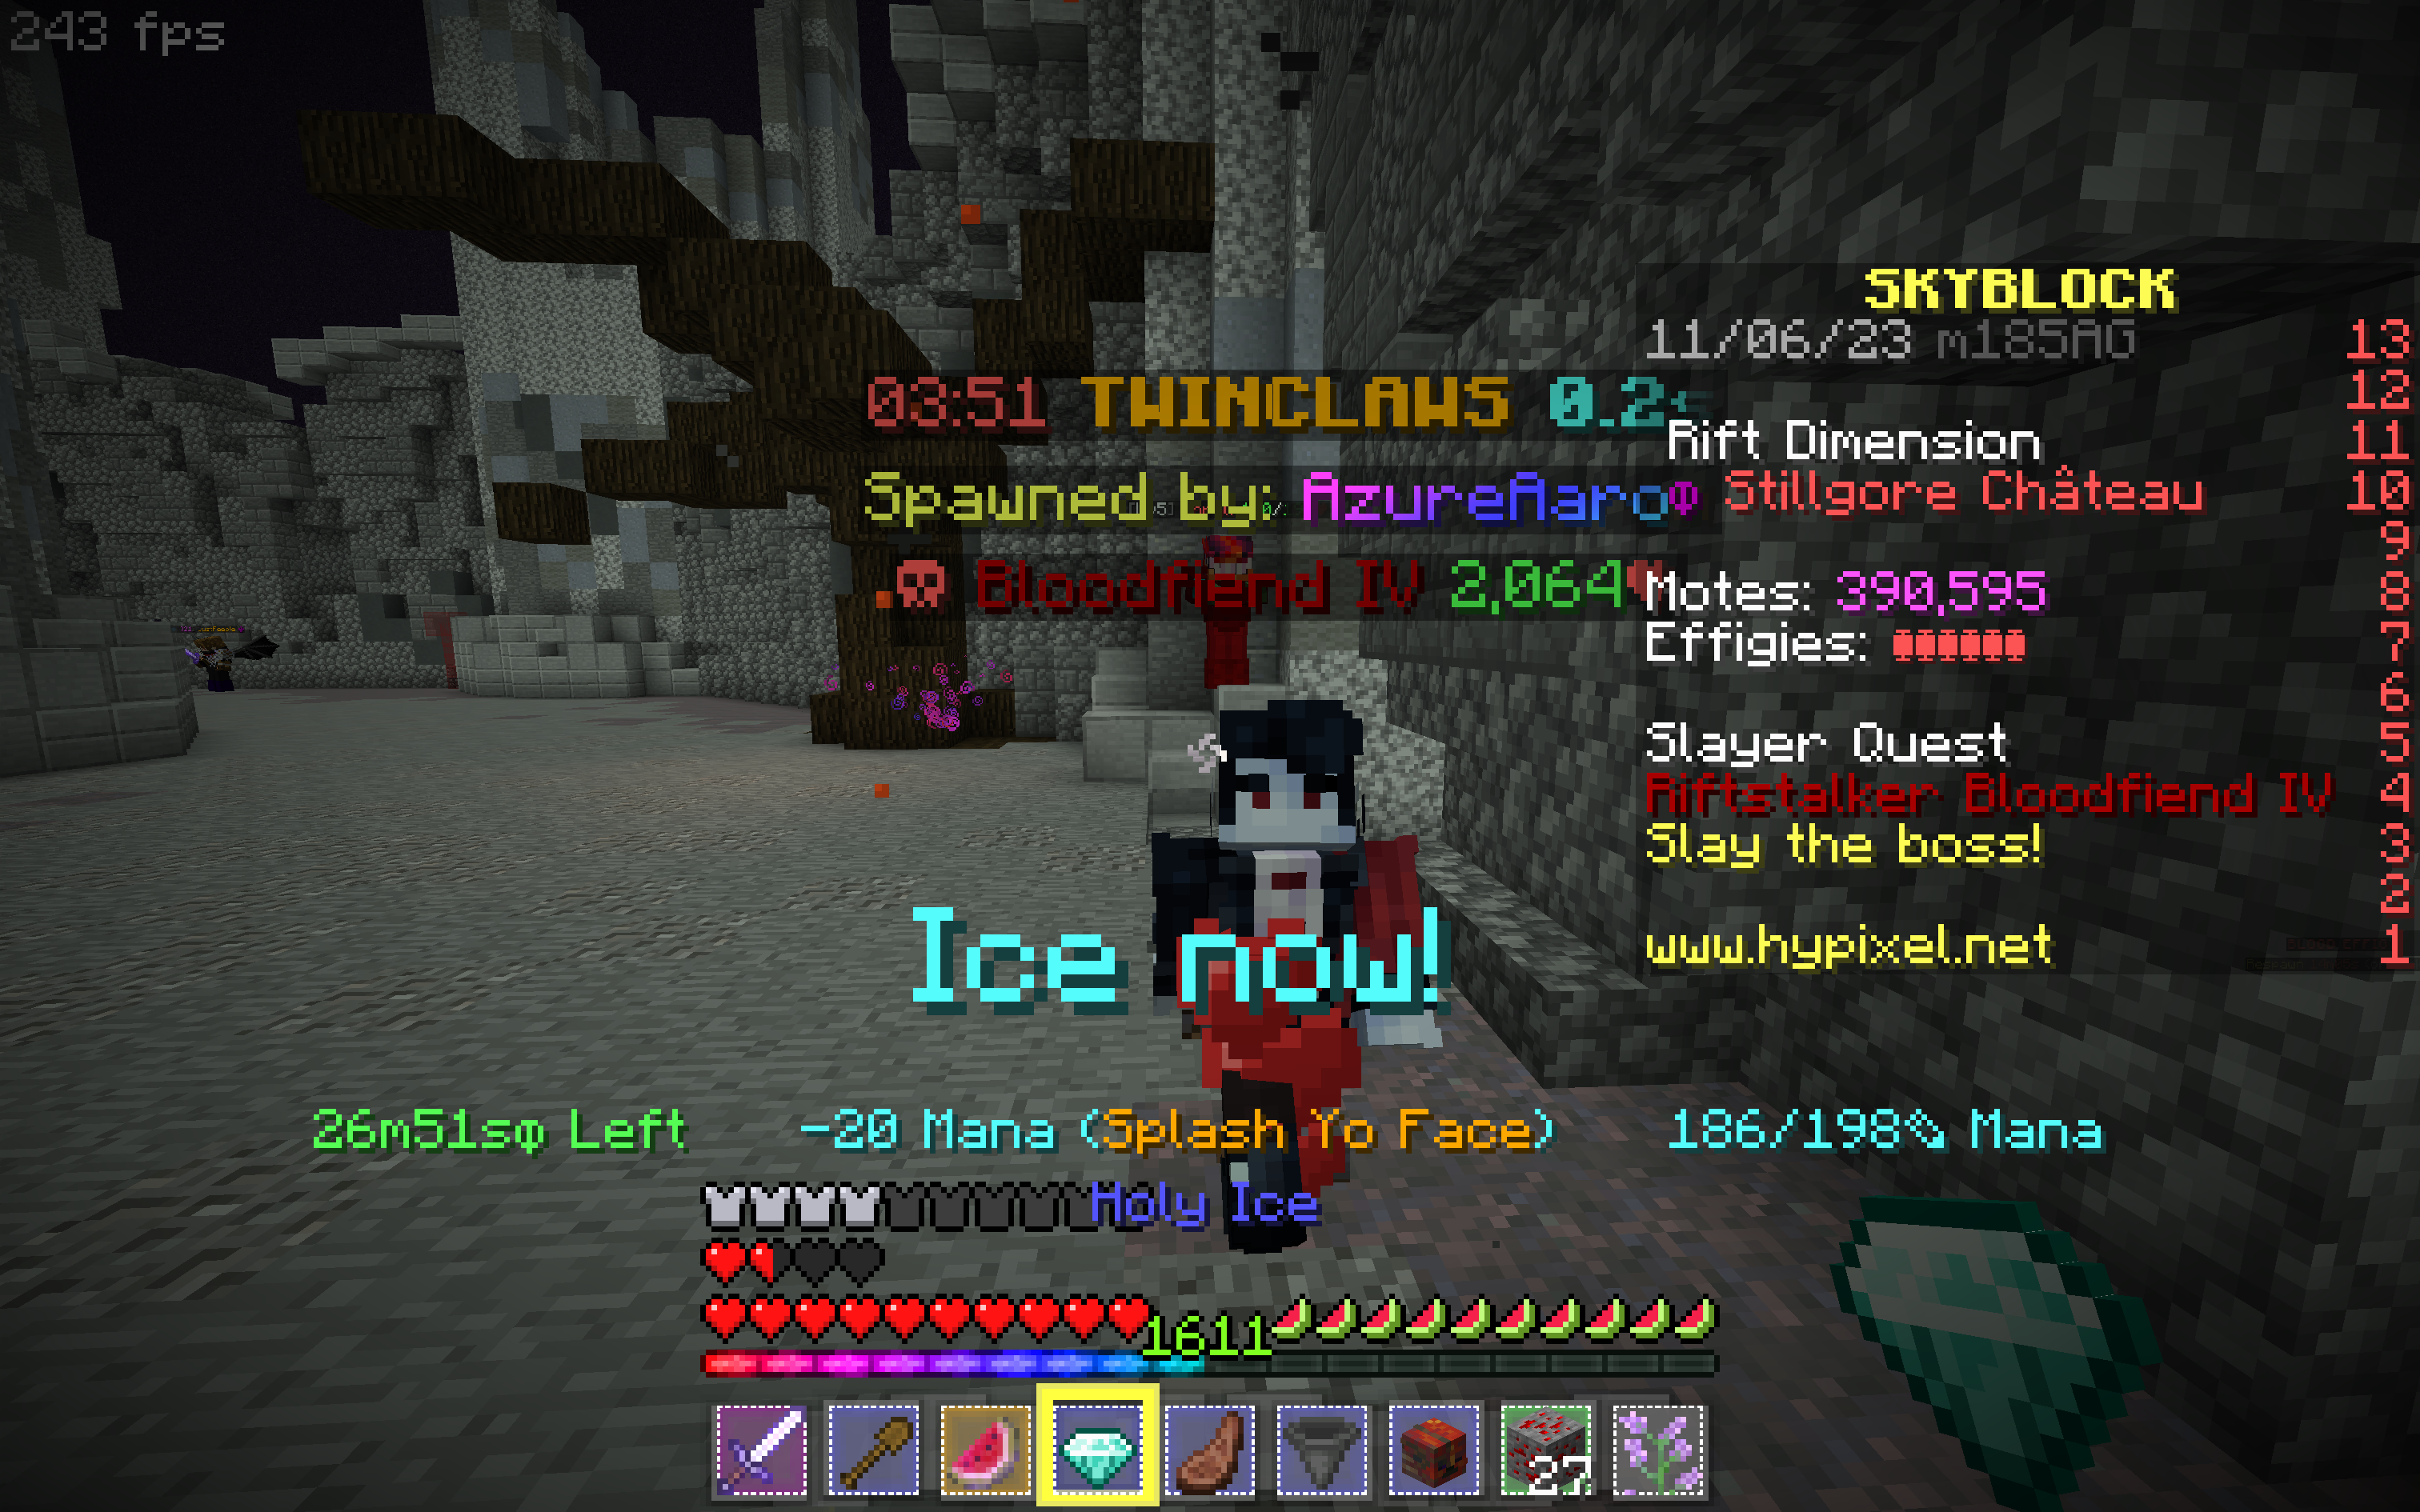 243 fps
SKYBLOCK
11/06/23 m185AG 13
12
Rift Dimension 11
ф Stillgore Château 10
9
Motes: 390,595 8
Effigies: 7
6
Slayer Quest 5
Riftstalker Bloodfiend IV 4
Slay the boss! 3
2
www.hypixel.net 1
03:51 TWINCLAWS 0.2s
Spawned by: AzureAaro
☠ Bloodfiend IV 2,064❤
Ice now!
26m51sф Left
-20 Mana (Splash Yo Face)
186/198✎ Mana
Holy Ice
1611
27